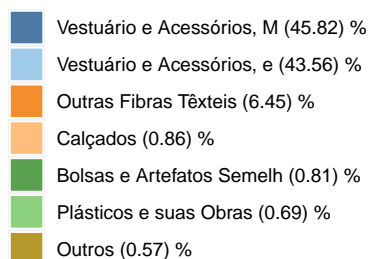 Vestuário e Acessórios, M (45.82) %
Vestuário e Acessórios, e (43.56) %
Outras Fibras Têxteis (6.45) %
Calçados (0.86) %
Bolsas e Artefatos Semelh (0.81) %
Plásticos e suas Obras (0.69) %
Outros (0.57) %